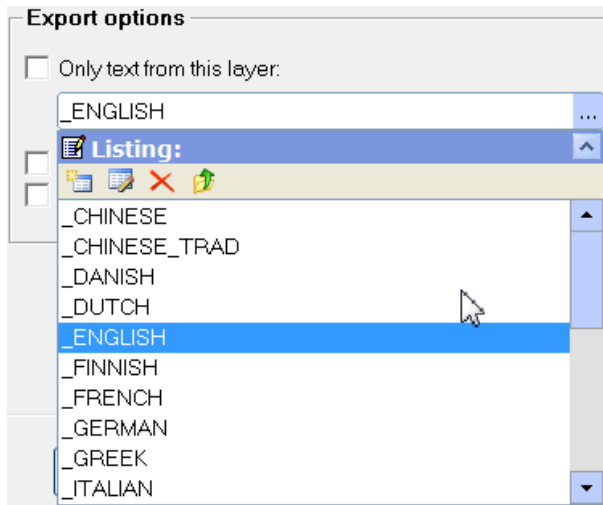 Export options
Only text from this layer:
_ENGLISH
...
Listing:
_CHINESE
_CHINESE_TRAD
_DANISH
_DUTCH
_ENGLISH
_FINNISH
_FRENCH
_GERMAN
_GREEK
_ITALIAN